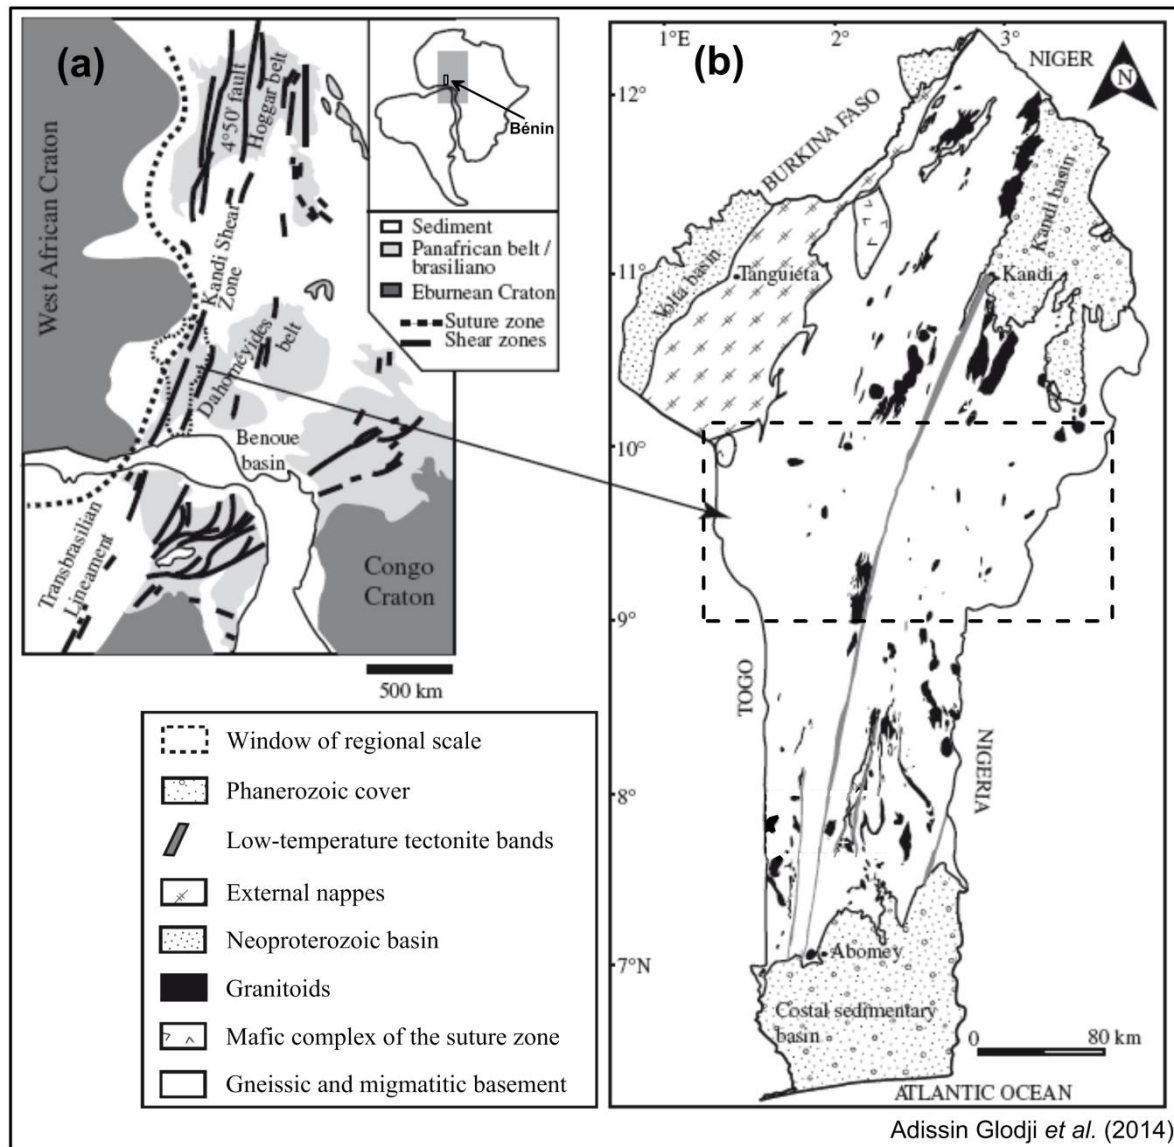 (a)
West African Craton
4°50' fault
Hoggar belt
Kandi Shear
Zone
Dahomeyides
belt
Benoue
basin
Transbrasilian
Lineament
Congo
Craton
500 km
Bénin
Sediment
Panafrican belt /
brasiliano
Eburnean Craton
Suture zone
Shear zones
(b)
1°E
2°
3°
N
NIGER
12°
BURKINA FASO
Kandi basin
Volta basin
Tanguiéta
11°
Kandi
10°
9°
TOGO
NIGERIA
8°
7°N
Abomey
Costal sedimentary
basin
0
80 km
ATLANTIC OCEAN
Window of regional scale
Phanerozoic cover
Low-temperature tectonite bands
External nappes
Neoproterozoic basin
Granitoids
Mafic complex of the suture zone
Gneissic and migmatitic basement
Adissin Glodji et al. (2014)